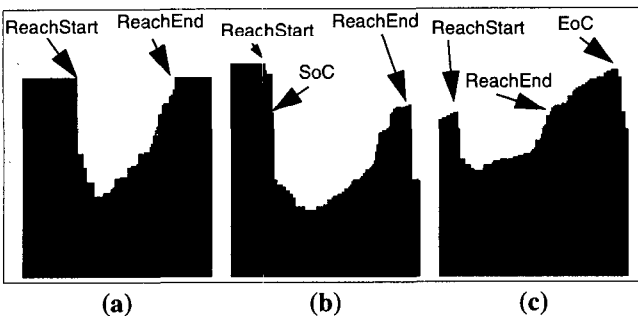 ReachStart
ReachEnd
ReachStart
SoC
ReachEnd
ReachStart
ReachEnd
EoC
(a)
(b)
(c)